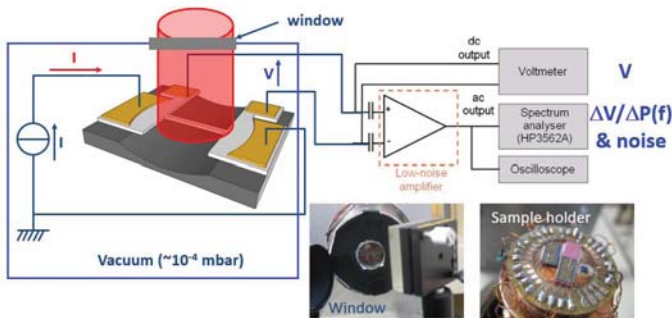 window
I
V
I
Vacuum (~10⁻⁴ mbar)
dc
output
Voltmeter
V
ac
output
Spectrum
analyser
(HP3562A)
ΔV/ΔP(f)
& noise
Oscilloscope
+
-
Low-noise
amplifier
Window
Sample holder